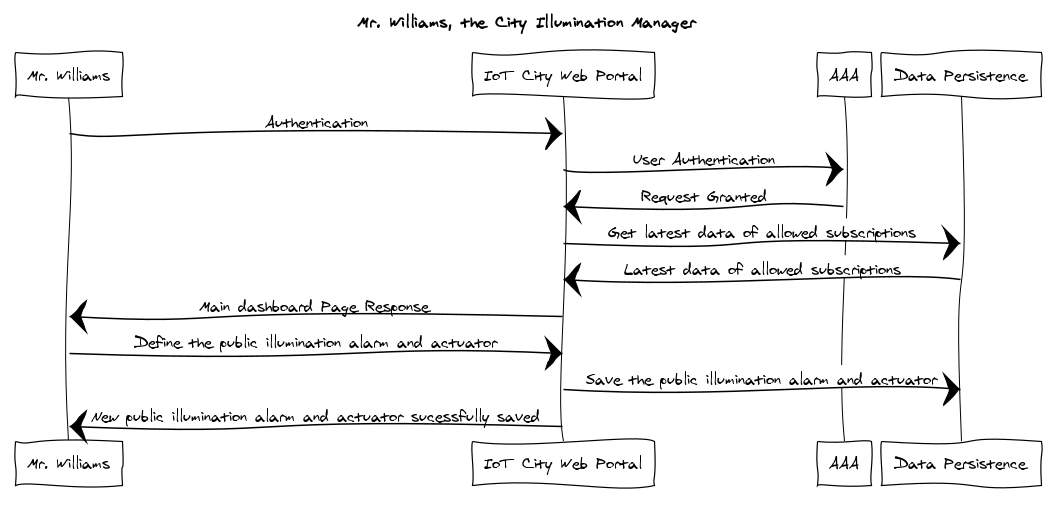 Mr. Williams, the City Illumination Manager
Mr. Williams
IoT City Web Portal
AAA
Data Persistence
Authentication
User Authentication
Request Granted
Get latest data of allowed subscriptions
Latest data of allowed subscriptions
Main dashboard Page Response
Define the public illumination alarm and actuator
Save the public illumination alarm and actuator
New public illumination alarm and actuator sucessfully saved
Mr. Williams
IoT City Web Portal
AAA
Data Persistence